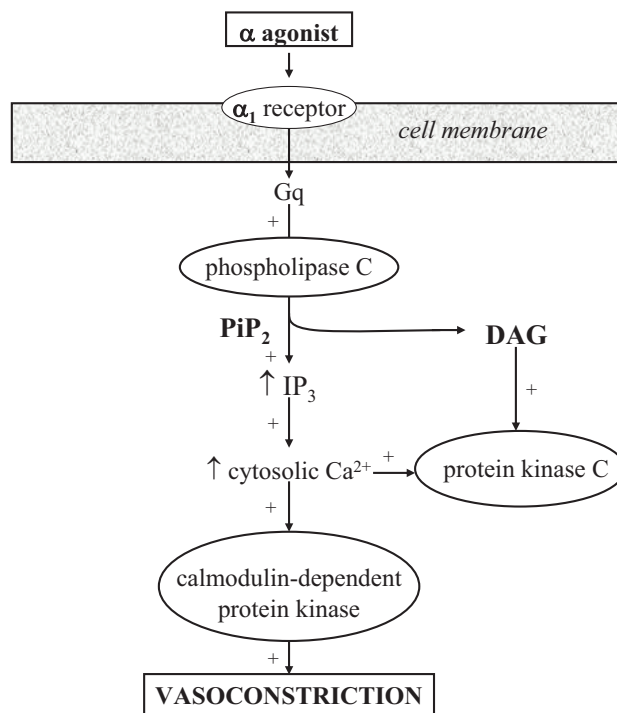 α agonist
α₁ receptor
cell membrane
Gq
+
phospholipase C
PiP₂
DAG
+
+
↑ IP₃
+
+
↑ cytosolic Ca²⁺
protein kinase C
+
calmodulin-dependent
protein kinase
+
VASOCONSTRICTION